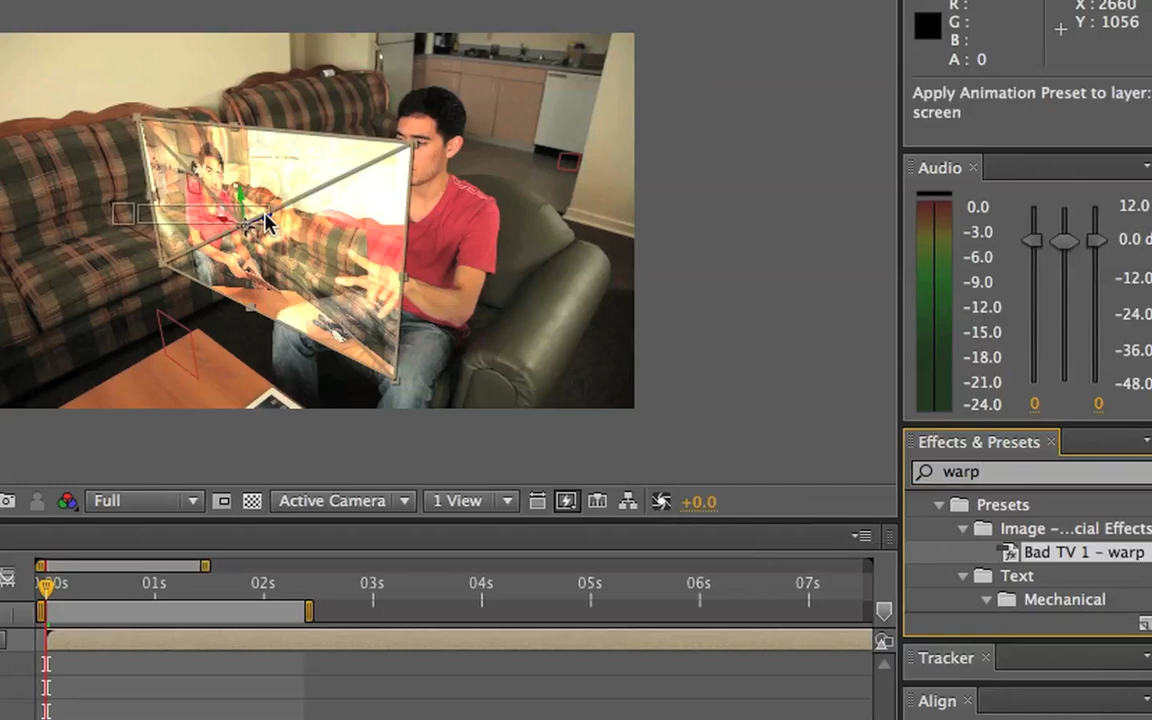 R :
G :
B :
A : 0
X : 2660
Y : 1056
Apply Animation Preset to layer:
screen
Audio
0.0
-3.0
-6.0
-9.0
-12.0
-15.0
-18.0
-21.0
-24.0
12.0
0.0 d
-12.0
-24.0
-36.0
-48.0
0
0
Effects & Presets
warp
Presets
Image -...cial Effects
Bad TV 1 - warp
Text
Mechanical
Full
Active Camera
1 View
+0.0
01s
02s
03s
04s
05s
06s
07s
Tracker
Align